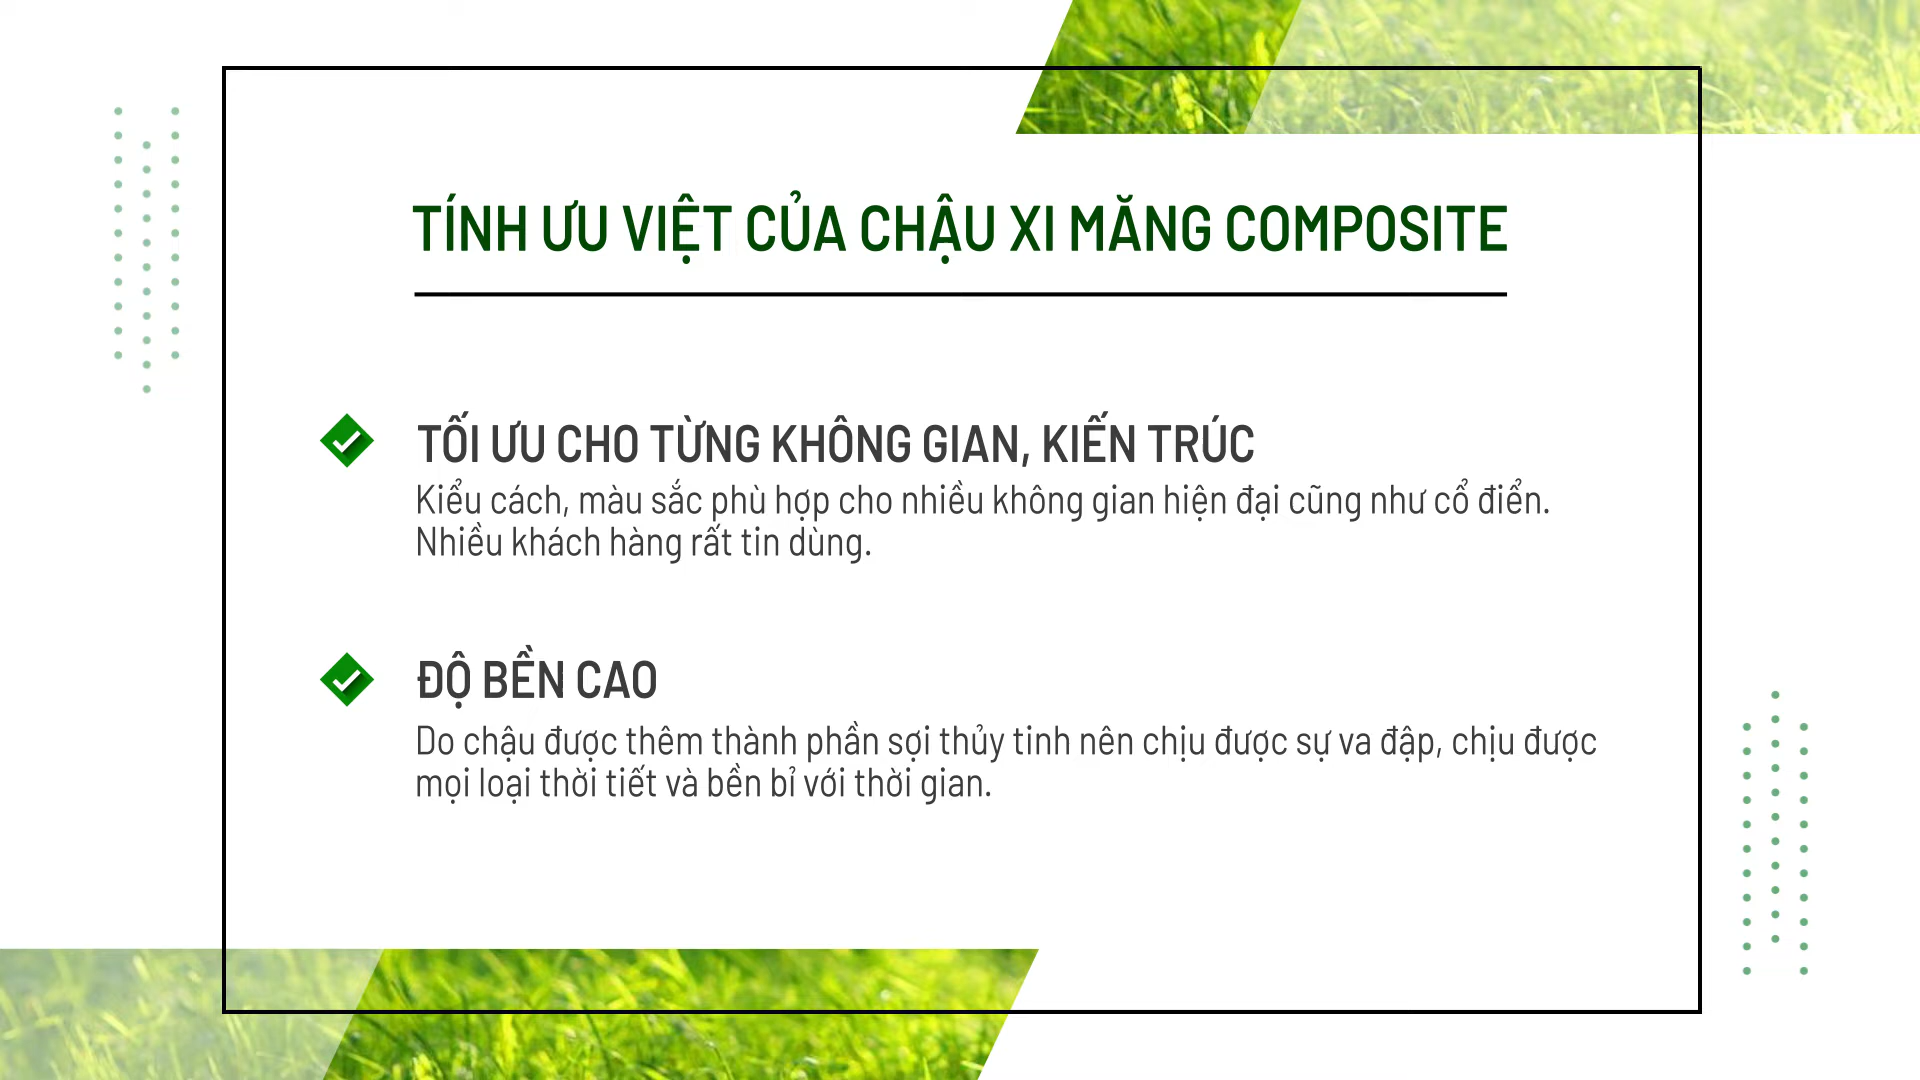 TÍNH ƯU VIỆT CỦA CHẬU XI MĂNG COMPOSITE
TỐI ƯU CHO TỪNG KHÔNG GIAN, KIẾN TRÚC
Kiểu cách, màu sắc phù hợp cho nhiều không gian hiện đại cũng như cổ điển.
Nhiều khách hàng rất tin dùng.
ĐỘ BỀN CAO
Do chậu được thêm thành phần sợi thủy tinh nên chịu được sự va đập, chịu được
mọi loại thời tiết và bền bỉ với thời gian.